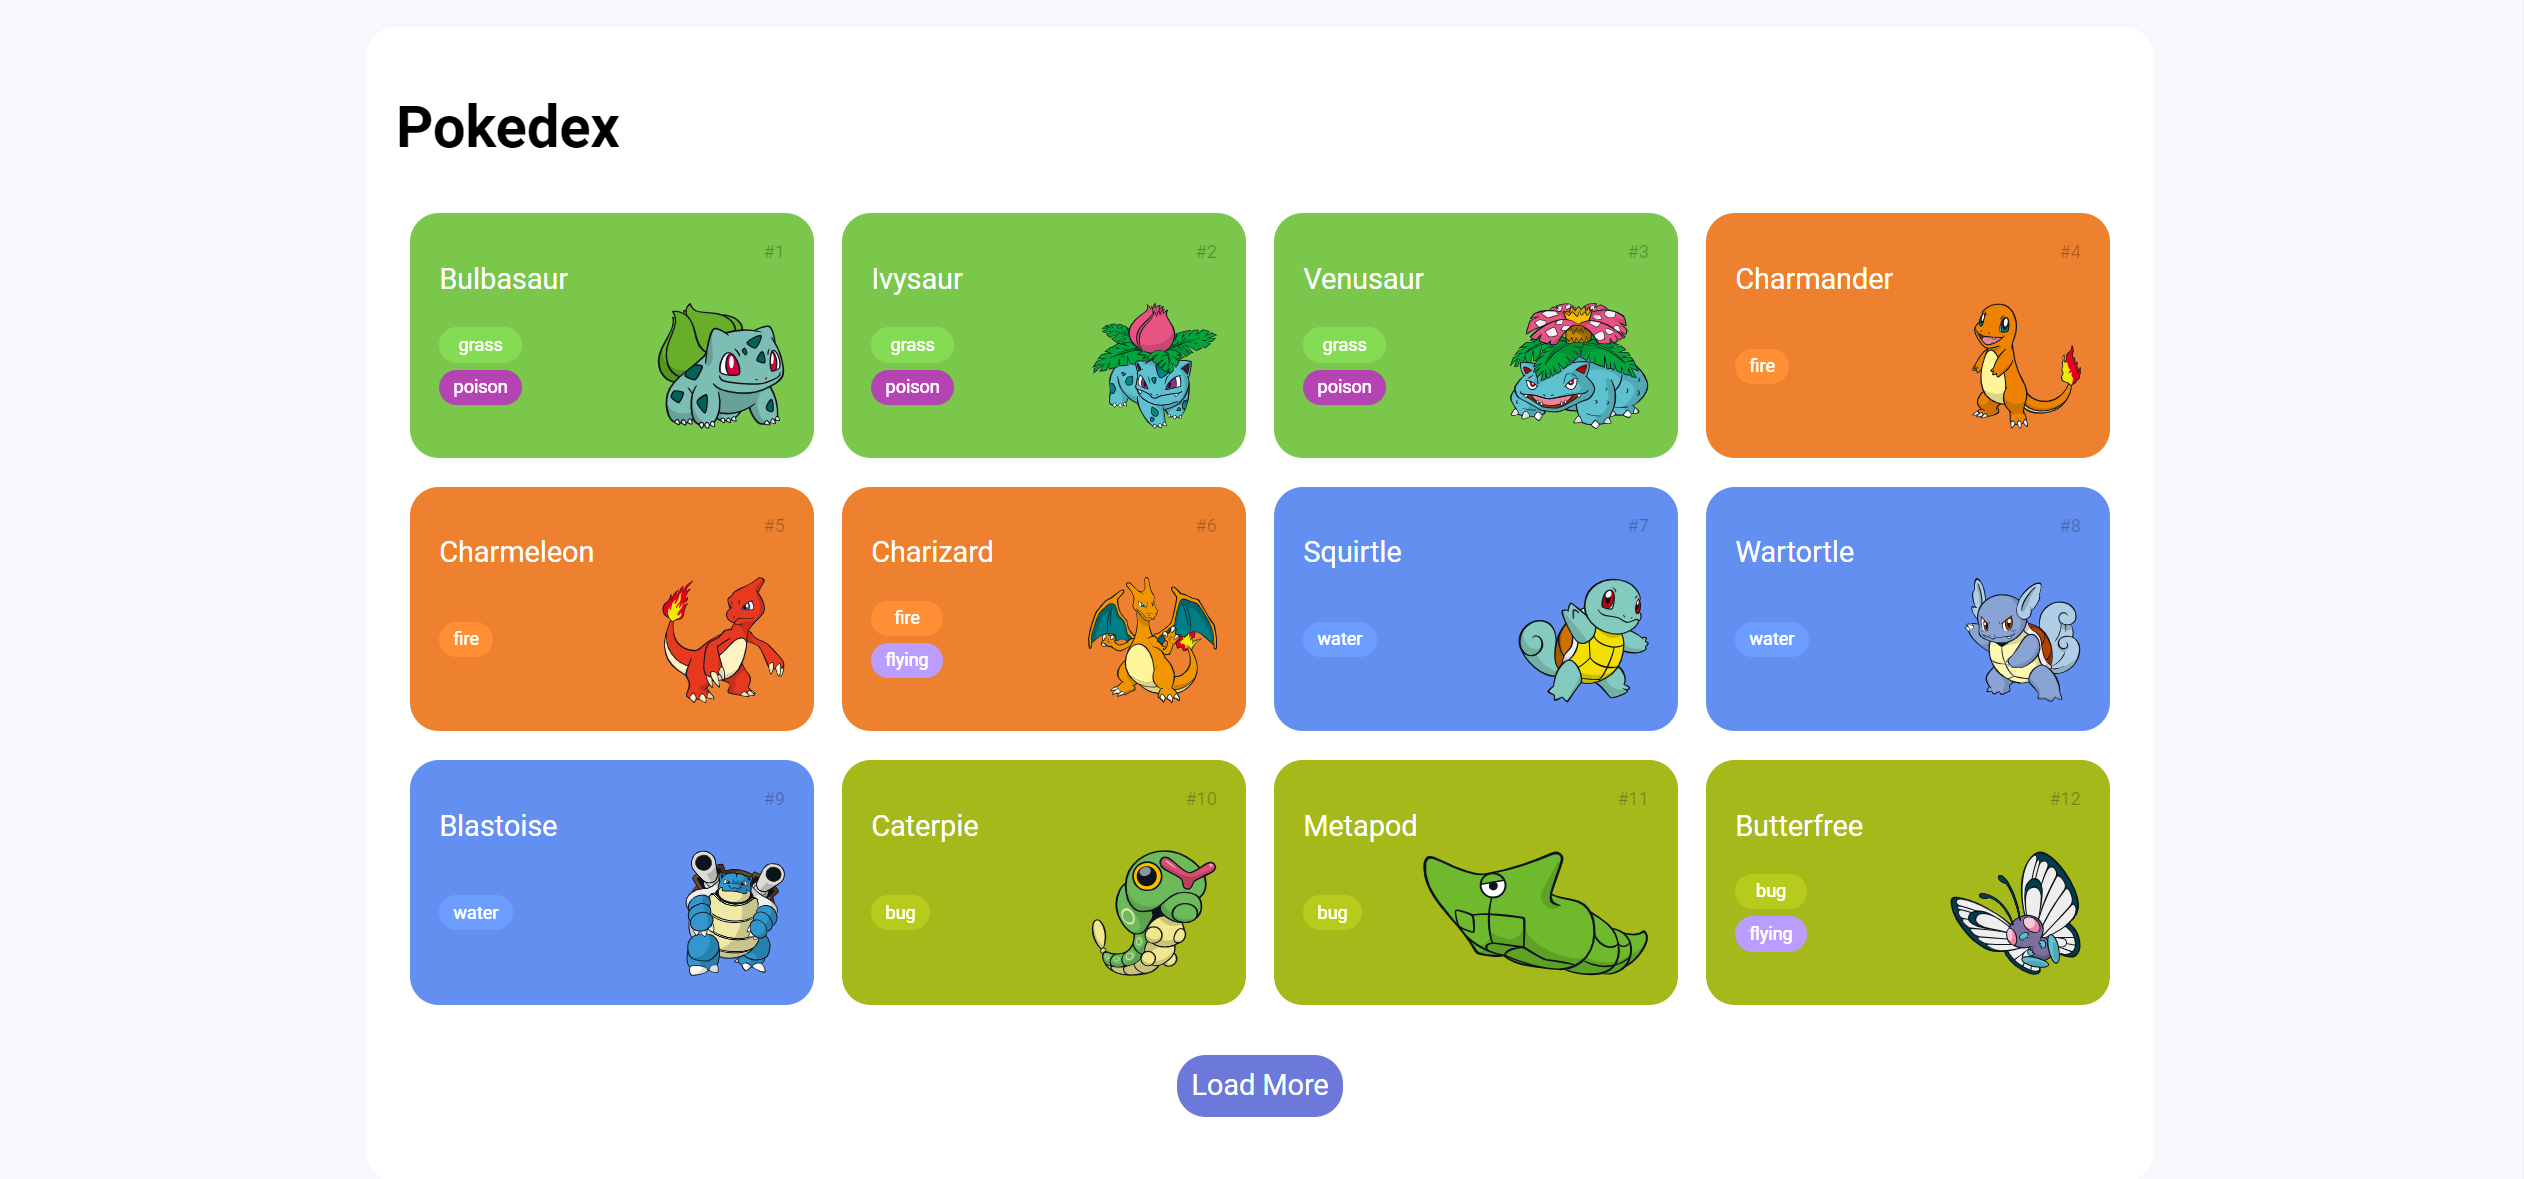 Pokedex
#1
Bulbasaur
grass
poison
#2
Ivysaur
grass
poison
#3
Venusaur
grass
poison
#4
Charmander
fire
#5
Charmeleon
fire
#6
Charizard
fire
flying
#7
Squirtle
water
#8
Wartortle
water
#9
Blastoise
water
#10
Caterpie
bug
#11
Metapod
bug
#12
Butterfree
bug
flying
Load More